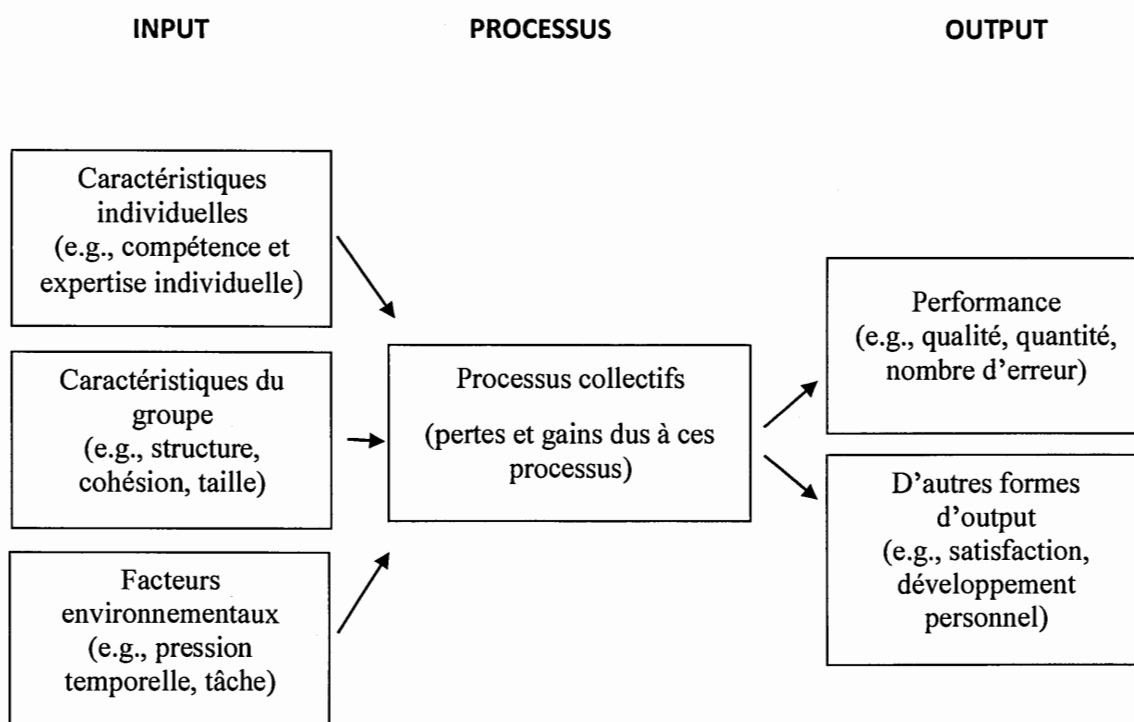 INPUT
PROCESSUS
OUTPUT
Caractéristiques
individuelles
(e.g., compétence et
expertise individuelle)
Caractéristiques du
groupe
(e.g., structure,
cohésion, taille)
Facteurs
environnementaux
(e.g., pression
temporelle, tâche)
Processus collectifs
(pertes et gains dus à ces
processus)
Performance
(e.g., qualité, quantité,
nombre d'erreur)
D'autres formes
d'output
(e.g., satisfaction,
développement
personnel)